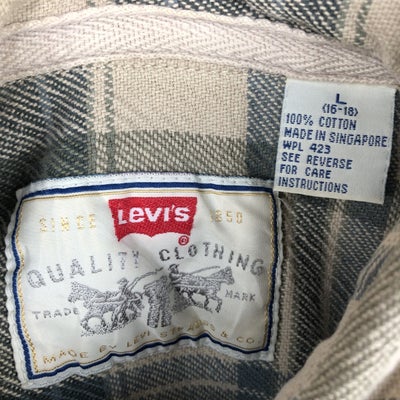 L
(16-18)
100% COTTON
MADE IN SINGAPORE
WPL 423
SEE REVERSE
FOR CARE
INSTRUCTIONS
SINCE 1850
LEVI'S
®
QUALITY CLOTHING
TRADE MARK
MADE BY LEVI STRAUSS & CO.